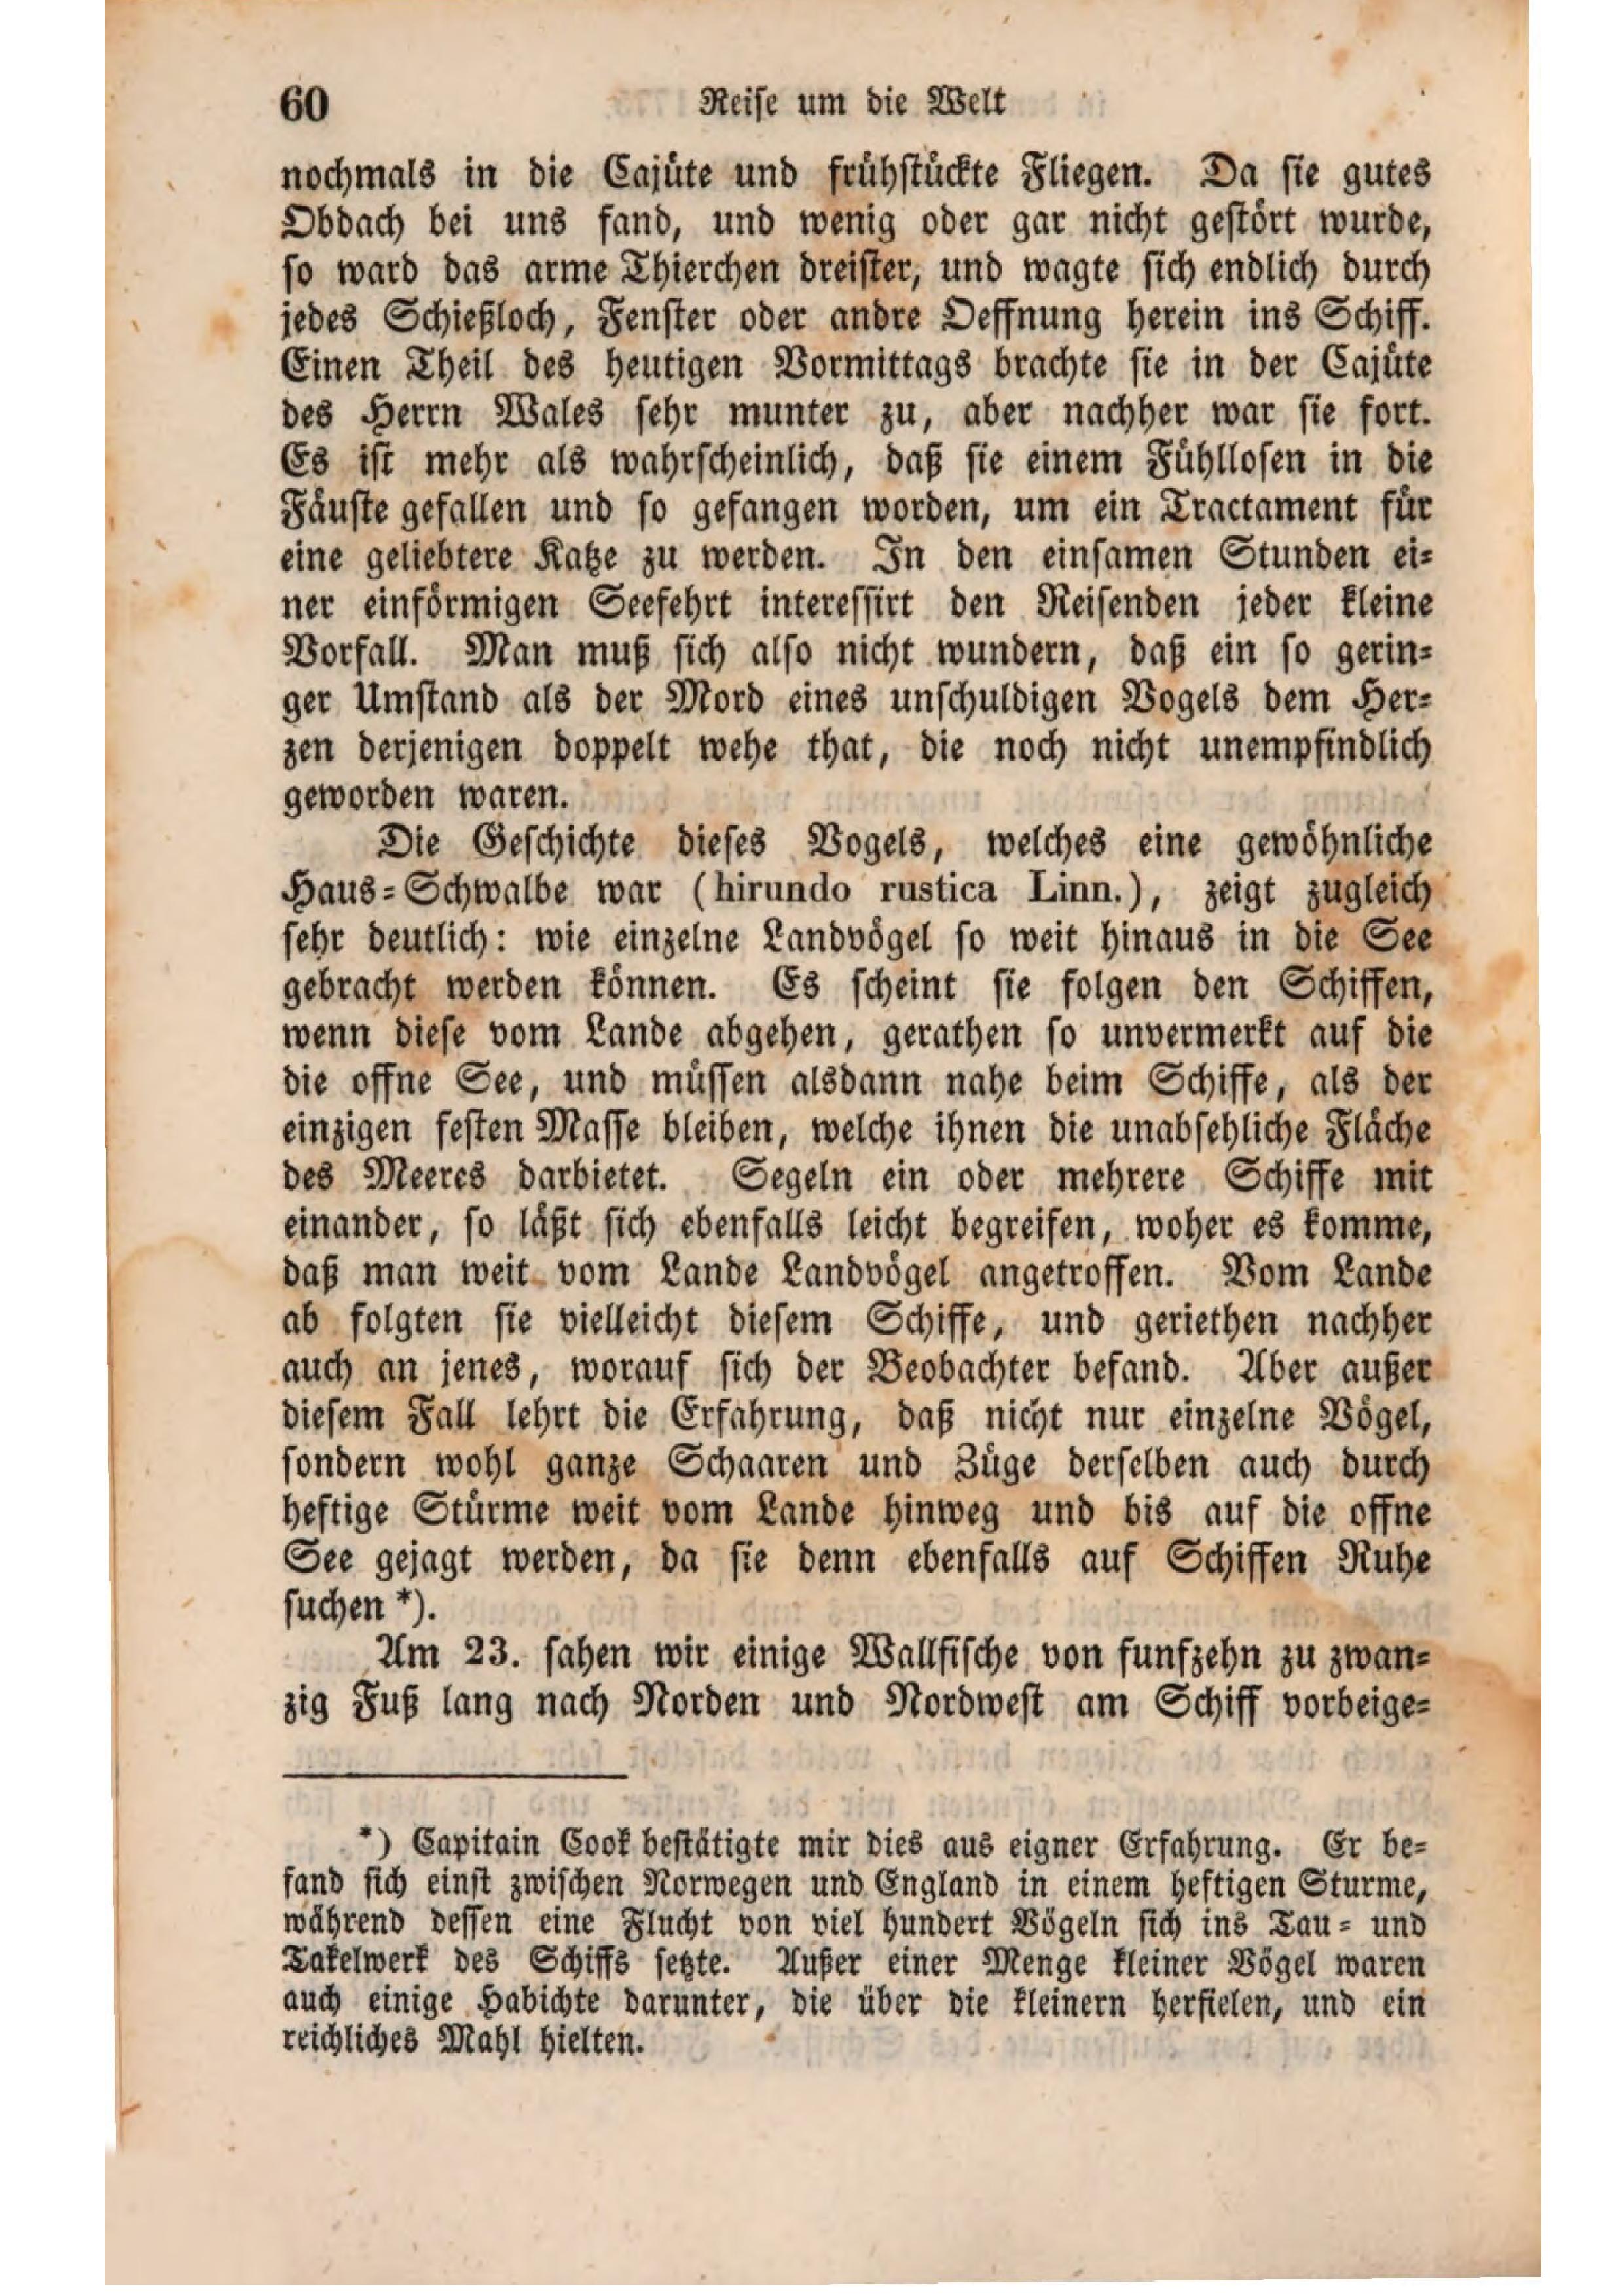 60 Reise um die Welt
nochmals in die Cajüte und frühstückte Fliegen. Da sie gutes
Obdach bei uns fand, und wenig oder gar nicht gestört wurde,
so ward das arme Thierchen dreister, und wagte sich endlich durch
jedes Schießloch, Fenster oder andre Oeffnung herein ins Schiff.
Einen Theil des heutigen Vormittags brachte sie in der Cajüte
des Herrn Wales sehr munter zu, aber nachher war sie fort.
Es ist mehr als wahrscheinlich, daß sie einem Fühllosen in die
Fäuste gefallen und so gefangen worden, um ein Tractament für
eine geliebtere Katze zu werden. In den einsamen Stunden ei-
ner einförmigen Seefehrt interessirt den Reisenden jeder kleine
Vorfall. Man muß sich also nicht wundern, daß ein so gerin-
ger Umstand als der Mord eines unschuldigen Vogels dem Her-
zen derjenigen doppelt wehe that, die noch nicht unempfindlich
geworden waren.
Die Geschichte dieses Vogels, welches eine gewöhnliche
Haus-Schwalbe war (hirundo rustica Linn.), zeigt zugleich
sehr deutlich: wie einzelne Landvögel so weit hinaus in die See
gebracht werden können. Es scheint sie folgen den Schiffen,
wenn diese vom Lande abgehen, gerathen so unvermerkt auf die
die offne See, und müssen alsdann nahe beim Schiffe, als der
einzigen festen Masse bleiben, welche ihnen die unabsehliche Fläche
des Meeres darbietet. Segeln ein oder mehrere Schiffe mit
einander, so läßt sich ebenfalls leicht begreifen, woher es komme,
daß man weit vom Lande Landvögel angetroffen. Vom Lande
ab folgten sie vielleicht diesem Schiffe, und geriethen nachher
auch an jenes, worauf sich der Beobachter befand. Aber außer
diesem Fall lehrt die Erfahrung, daß nicht nur einzelne Vögel,
sondern wohl ganze Schaaren und Züge derselben auch durch
heftige Stürme weit vom Lande hinweg und bis auf die offne
See gejagt werden, da sie denn ebenfalls auf Schiffen Ruhe
suchen *).
Am 23. sahen wir einige Wallfische von funfzehn zu zwan-
zig Fuß lang nach Norden und Nordwest am Schiff vorbeige-
*) Capitain Cook bestätigte mir dies aus eigner Erfahrung. Er be-
fand sich einst zwischen Norwegen und England in einem heftigen Sturme,
während dessen eine Flucht von viel hundert Vögeln sich ins Tau- und
Takelwerk des Schiffs setzte. Außer einer Menge kleiner Vögel waren
auch einige Habichte darunter, die über die kleinern herfielen, und ein
reichliches Mahl hielten.